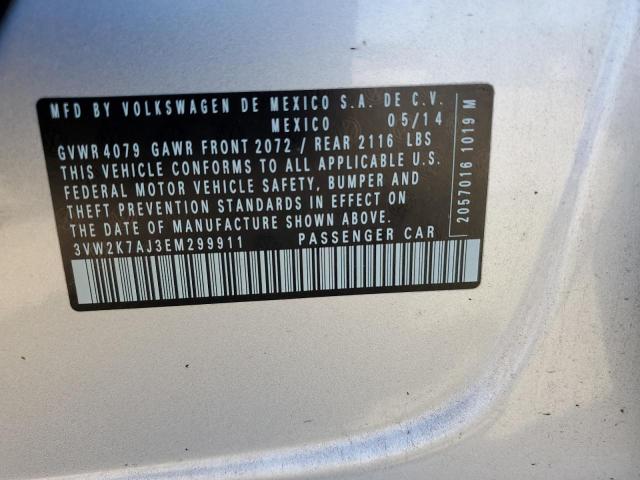 MFD BY VOLKSWAGEN DE MEXICO S.A. DE C.V.
MEXICO 05/14
GVWR 4079 GAWR FRONT 2072 / REAR 2116 LBS
THIS VEHICLE CONFORMS TO ALL APPLICABLE U.S.
FEDERAL MOTOR VEHICLE SAFETY, BUMPER AND
THEFT PREVENTION STANDARDS IN EFFECT ON
THE DATE OF MANUFACTURE SHOWN ABOVE.
3VW2K7AJ3EM299911 PASSENGER CAR
2057016 1019 M